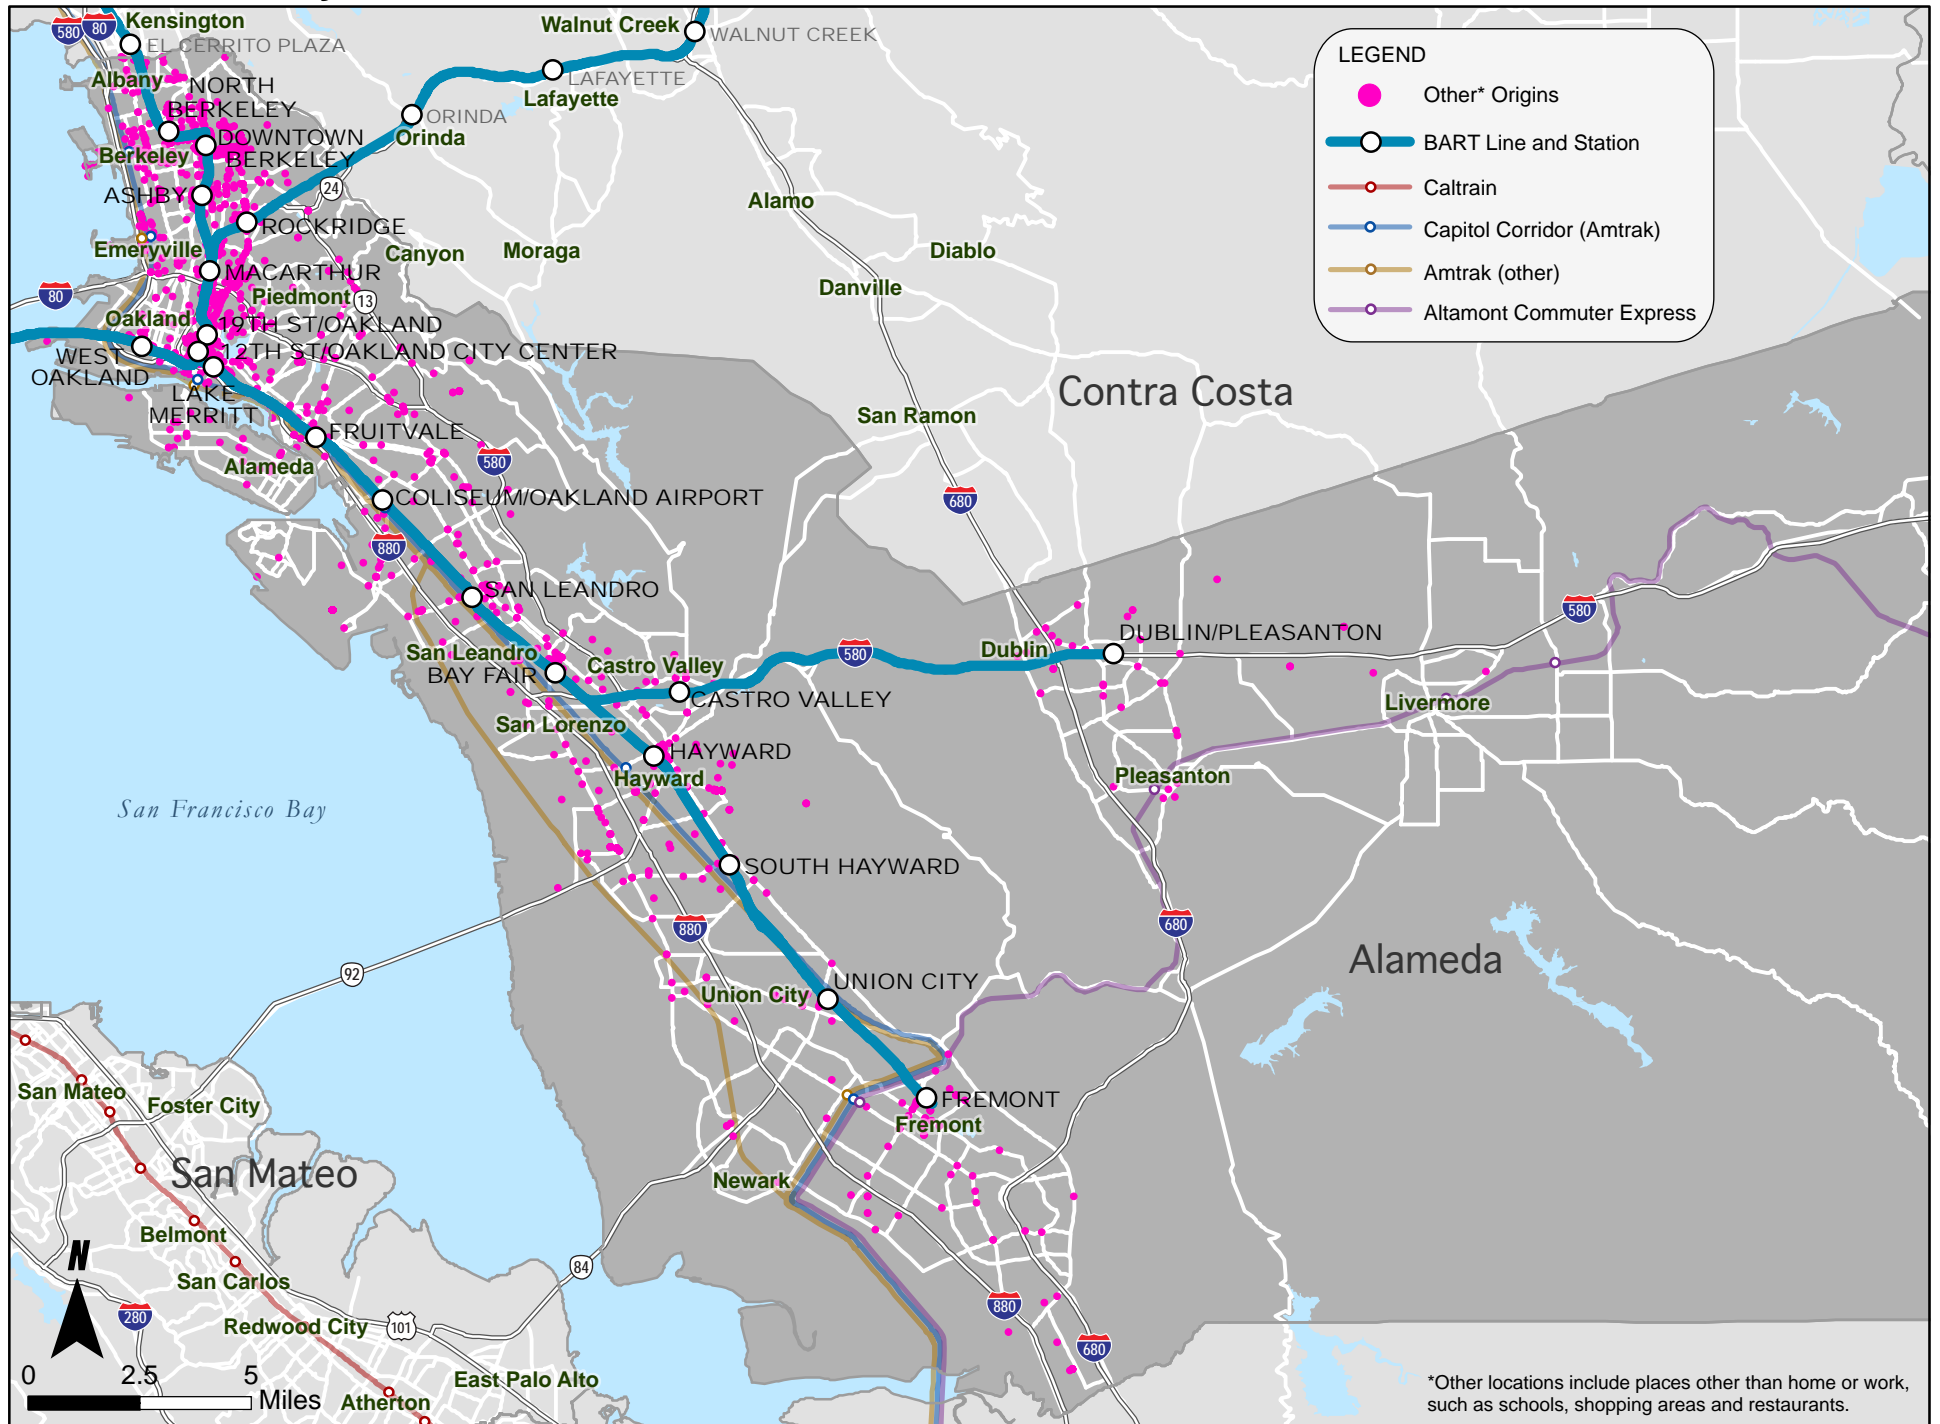 Kensington
580
80
EL CERRITO PLAZA
Walnut Creek
WALNUT CREEK
Albany
NORTH
BERKELEY
LAFAYETTE
Lafayette
ORINDA
Orinda
DOWNTOWN
BERKELEY
Berkeley
ASHBY
24
ROCKRIDGE
Emeryville
Canyon
Moraga
Alamo
Diablo
Danville
MACARTHUR
Piedmont
13
80
Oakland
19TH ST/OAKLAND
12TH ST/OAKLAND CITY CENTER
WEST
OAKLAND
LAKE
MERRITT
FRUITVALE
Alameda
580
San Ramon
Contra Costa
680
COLISEUM/OAKLAND AIRPORT
880
SAN LEANDRO
San Leandro
BAY FAIR
Castro Valley
CASTRO VALLEY
580
Dublin
DUBLIN/PLEASANTON
580
Livermore
San Lorenzo
HAYWARD
Hayward
Pleasanton
San Francisco Bay
SOUTH HAYWARD
880
680
Alameda
92
UNION CITY
Union City
FREMONT
Fremont
Newark
San Mateo
Foster City
San Mateo
Belmont
San Carlos
84
280
Redwood City
101
880
680
East Palo Alto
Atherton
N
0 2.5 5
Miles
LEGEND
Other* Origins
BART Line and Station
Caltrain
Capitol Corridor (Amtrak)
Amtrak (other)
Altamont Commuter Express
*Other locations include places other than home or work,
such as schools, shopping areas and restaurants.